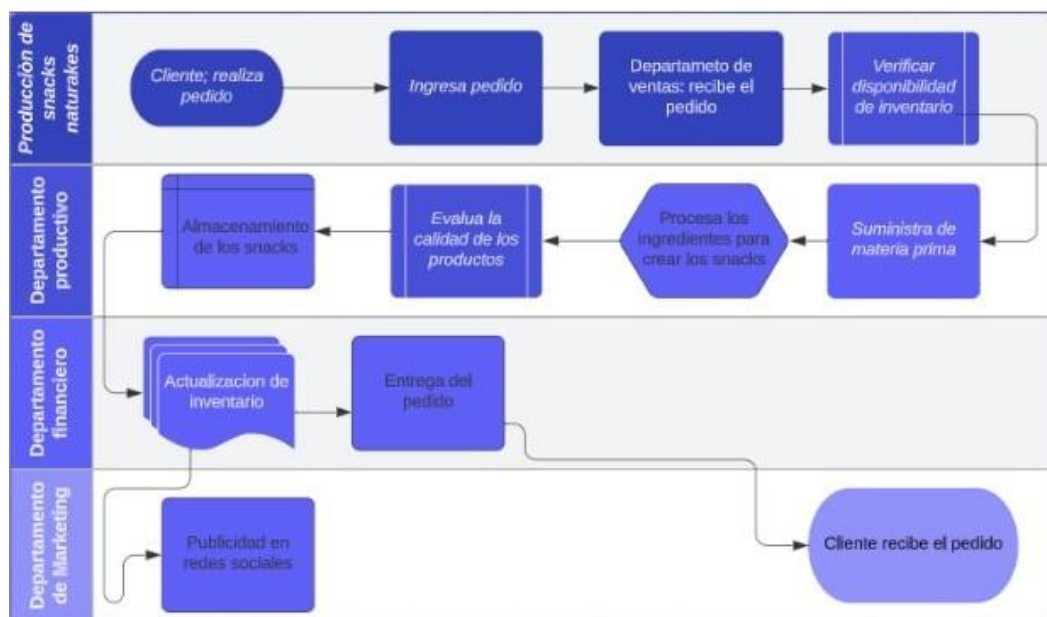 Producción de
snacks
naturakes
Cliente; realiza
pedido
Ingresa pedido
Departameto de
ventas: recibe el
pedido
Verificar
disponibilidad
de inventario
Departamento
productivo
Almacenamiento
de los snacks
Evalua la
calidad de los
productos
Procesa los
ingredientes para
crear los snacks
Suministra de
materia prima
Departamento
financiero
Actualizacion de
inventario
Entrega del
pedido
Departamento
de Marketing
Publicidad en
redes sociales
Cliente recibe el pedido